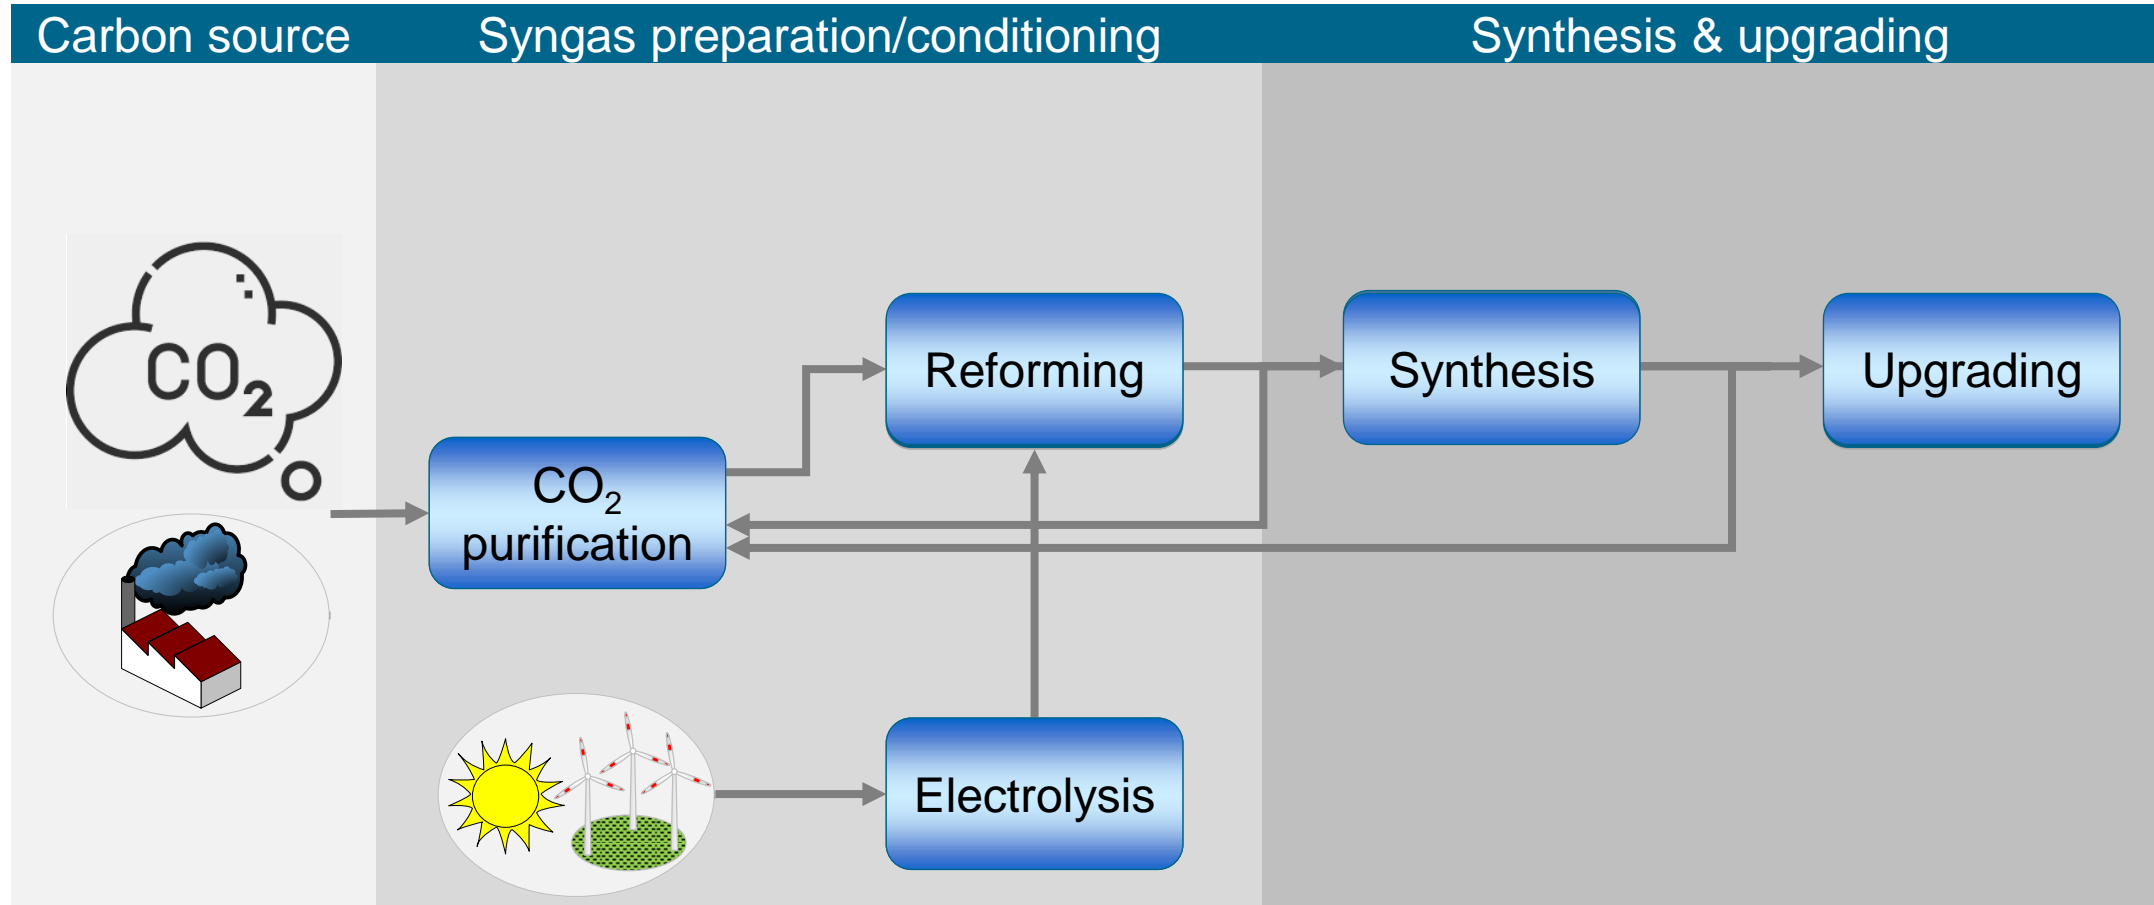 Carbon source
Syngas preparation/conditioning
Synthesis & upgrading
CO₂
Reforming
Synthesis
Upgrading
CO₂
purification
Electrolysis